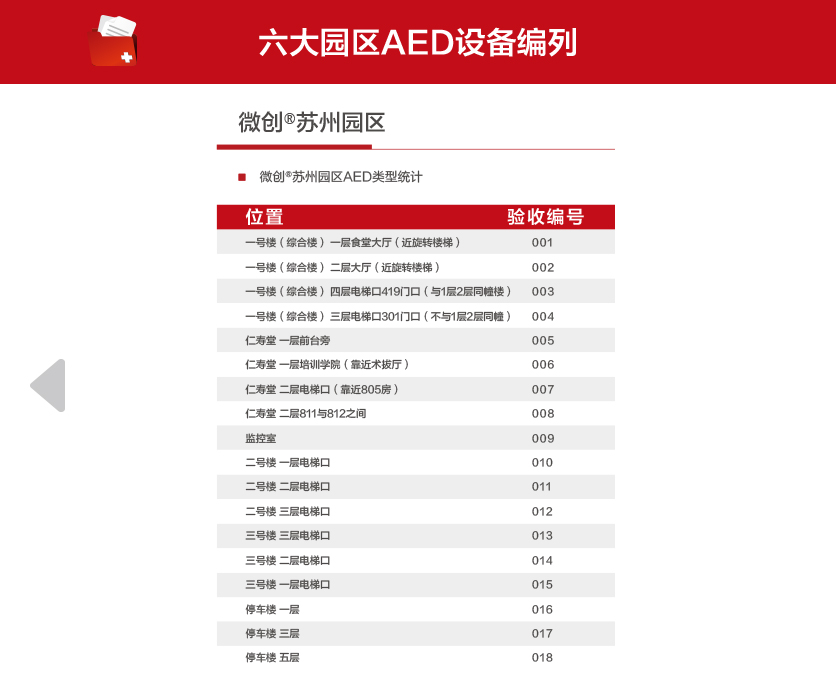 六大园区AED设备编列
微创®苏州园区
微创®苏州园区AED类型统计
位置 验收编号
一号楼（综合楼） 一层食堂大厅（近旋转楼梯） 001
一号楼（综合楼） 二层大厅（近旋转楼梯） 002
一号楼（综合楼） 四层电梯口419门口（与1层2层同幢楼） 003
一号楼（综合楼） 三层电梯口301门口（不与1层2层同幢） 004
仁寿堂 一层前台旁 005
仁寿堂 一层培训学院（靠近术拔厅） 006
仁寿堂 二层电梯口（靠近805房） 007
仁寿堂 二层811与812之间 008
监控室 009
二号楼 一层电梯口 010
二号楼 二层电梯口 011
二号楼 三层电梯口 012
三号楼 三层电梯口 013
三号楼 二层电梯口 014
三号楼 一层电梯口 015
停车楼 一层 016
停车楼 三层 017
停车楼 五层 018